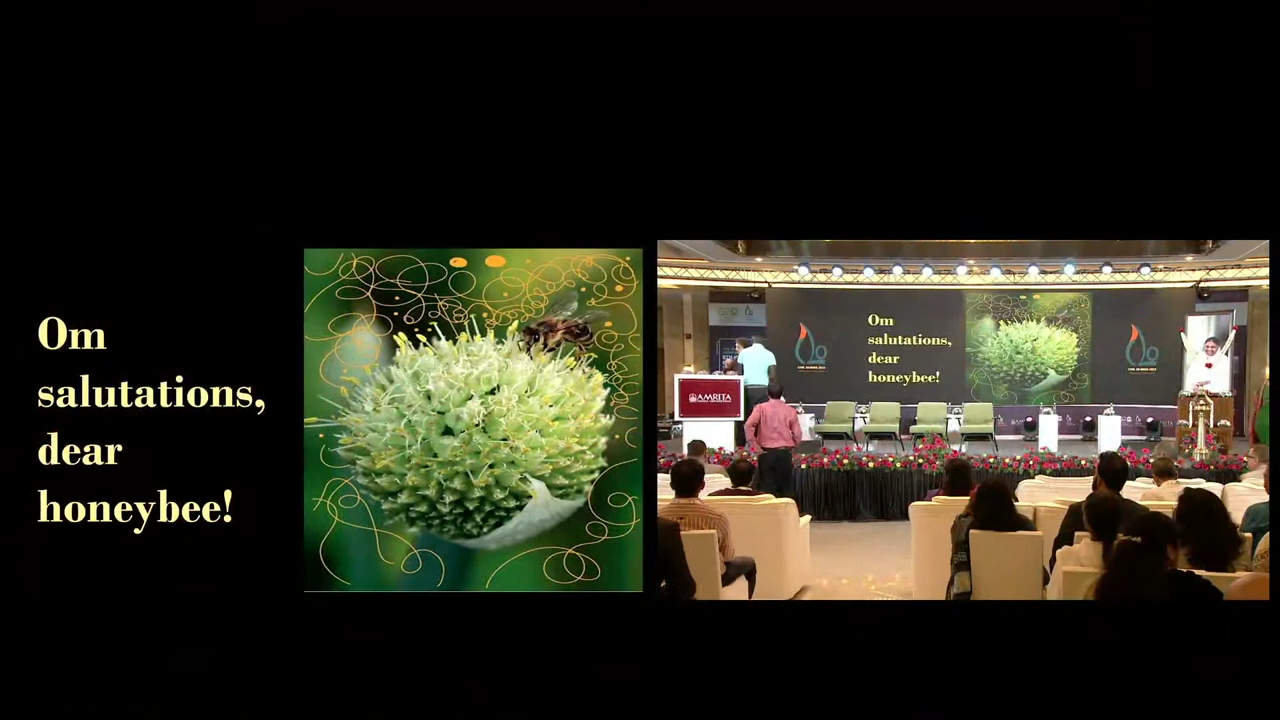 Om
salutations,
dear
honeybee!
Om
salutations,
dear
honeybee!
AMRITA